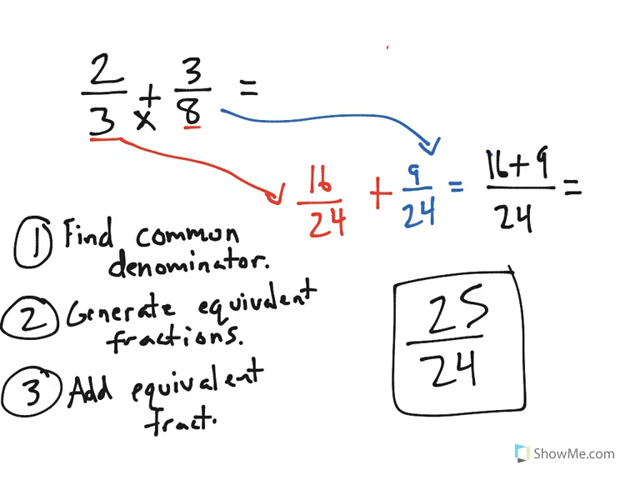 2/3 + 3/8 =
x
16/24 + 9/24 = 16+9/24 =
25/24
① Find common
denominator.
② Generate equivalent
fractions.
③ Add equivalent
fract.
ShowMe.com